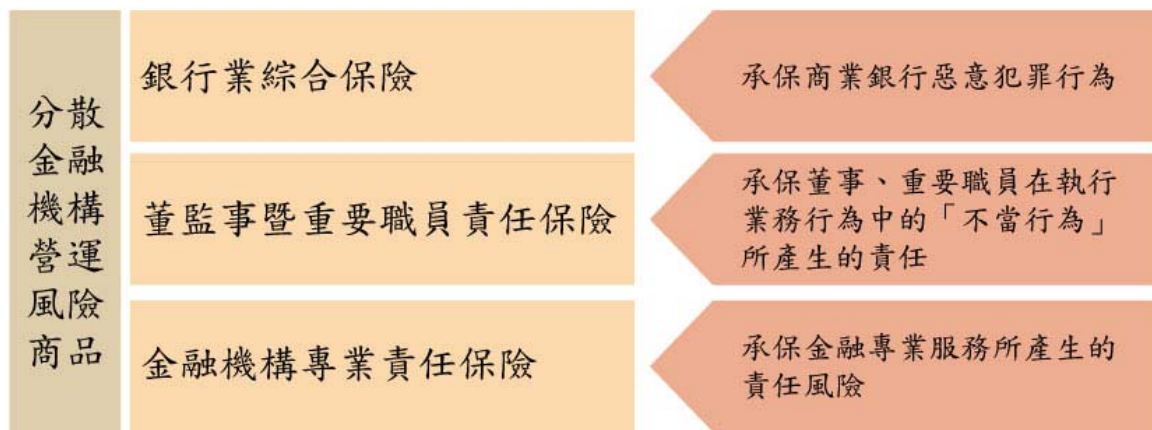 分散
金融
機構
營運
風險
商品
銀行業綜合保險
承保商業銀行惡意犯罪行為
董監事暨重要職員責任保險
承保董事、重要職員在執行
業務行為中的「不當行為」
所產生的責任
金融機構專業責任保險
承保金融專業服務所產生的
責任風險